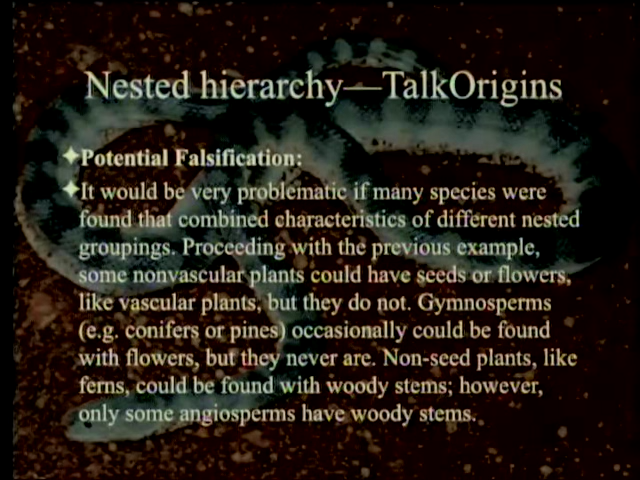 Nested hierarchy—TalkOrigins
Potential Falsification:
It would be very problematic if many species were
found that combined characteristics of different nested
groupings. Proceeding with the previous example,
some nonvascular plants could have seeds or flowers,
like vascular plants, but they do not. Gymnosperms
(e.g. conifers or pines) occasionally could be found
with flowers, but they never are. Non-seed plants, like
ferns, could be found with woody stems; however,
only some angiosperms have woody stems.